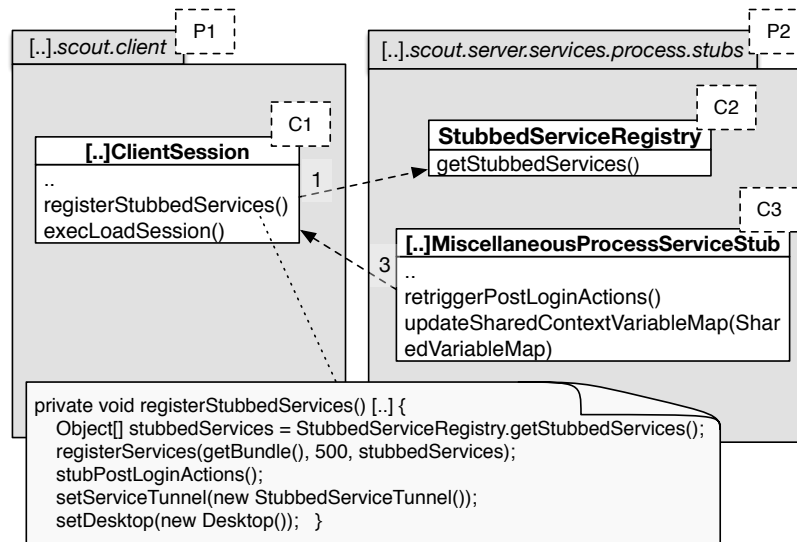 P1
[..].scout.client
P2
[..].scout.server.services.process.stubs
C1
[..]ClientSession
..
registerStubbedServices()
execLoadSession()
1
C2
StubbedServiceRegistry
getStubbedServices()
C3
3
[..]MiscellaneousProcessServiceStub
..
retriggerPostLoginActions()
updateSharedContextVariableMap(Shar
edVariableMap)
private void registerStubbedServices() [..] {
Object[] stubbedServices = StubbedServiceRegistry.getStubbedServices();
registerServices(getBundle(), 500, stubbedServices);
stubPostLoginActions();
setServiceTunnel(new StubbedServiceTunnel());
setDesktop(new Desktop()); }